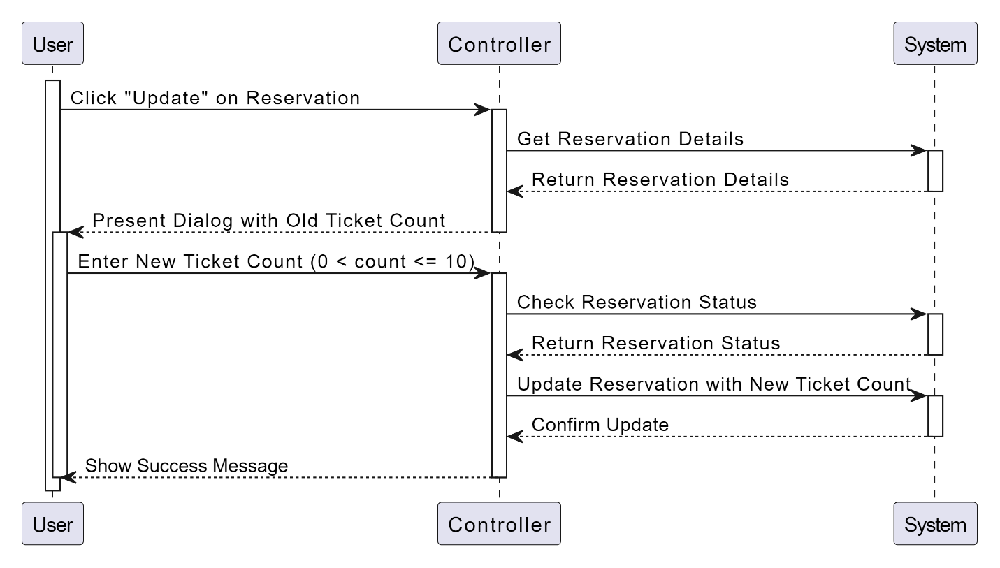 User
Controller
System
Click "Update" on Reservation
Get Reservation Details
Return Reservation Details
Present Dialog with Old Ticket Count
Enter New Ticket Count (0 < count <= 10)
Check Reservation Status
Return Reservation Status
Update Reservation with New Ticket Count
Confirm Update
Show Success Message
User
Controller
System